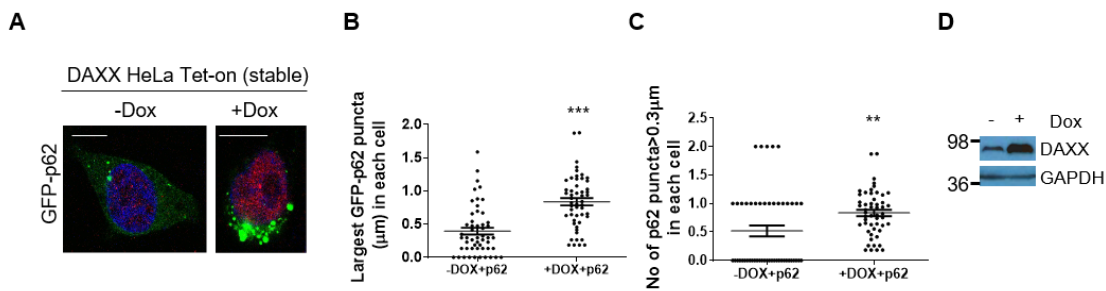 A
DAXX HeLa Tet-on (stable)
-Dox +Dox
GFP-p62
B
***
Largest GFP-p62 puncta
(μm) in each cell
2.0
1.5
1.0
0.5
0.0
-DOX+p62 +DOX+p62
C
**
No of p62 puncta>0.3μm
in each cell
2.5
2.0
1.5
1.0
0.5
0.0
-DOX+p62 +DOX+p62
D
- + Dox
98 DAXX
GAPDH
36